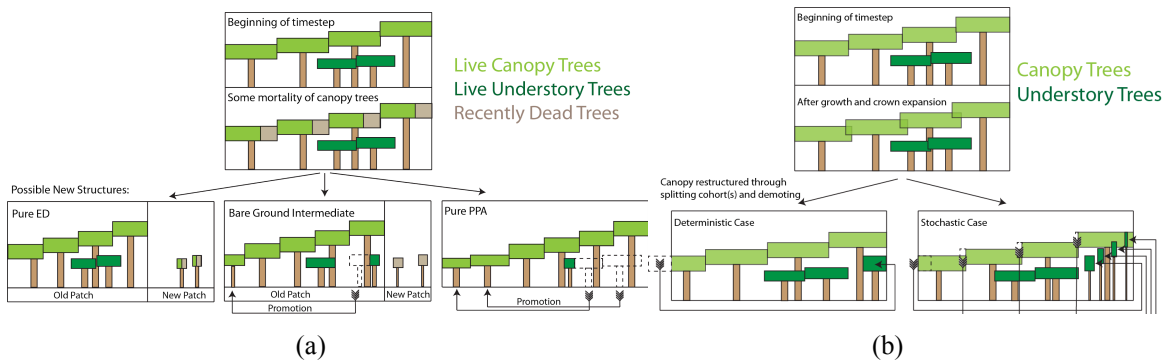 Beginning of timestep
Some mortality of canopy trees
Live Canopy Trees
Live Understory Trees
Recently Dead Trees
Possible New Structures:
Pure ED
Old Patch
New Patch
Bare Ground Intermediate
Old Patch
New Patch
Promotion
Pure PPA
Promotion
(a)
Beginning of timestep
After growth and crown expansion
Canopy Trees
Understory Trees
Canopy restructured through
splitting cohort(s) and demoting
Deterministic Case
Stochastic Case
(b)